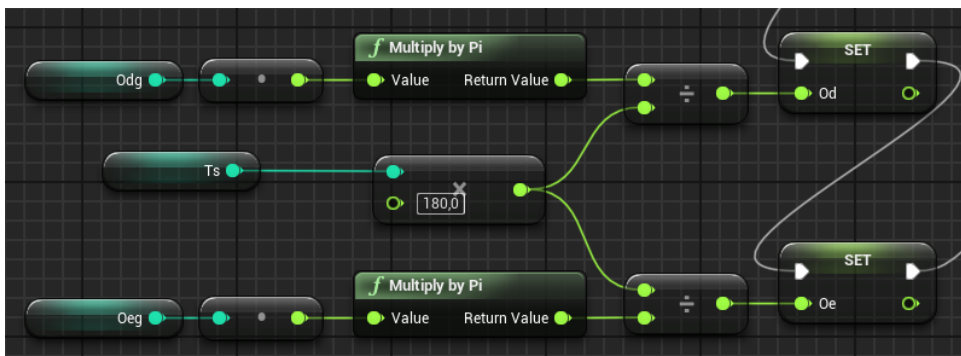 SET
f Multiply by Pi
Odg
Value
Return Value
÷
Od
Ts
×
180,0
SET
f Multiply by Pi
Oeg
Value
Return Value
÷
Oe